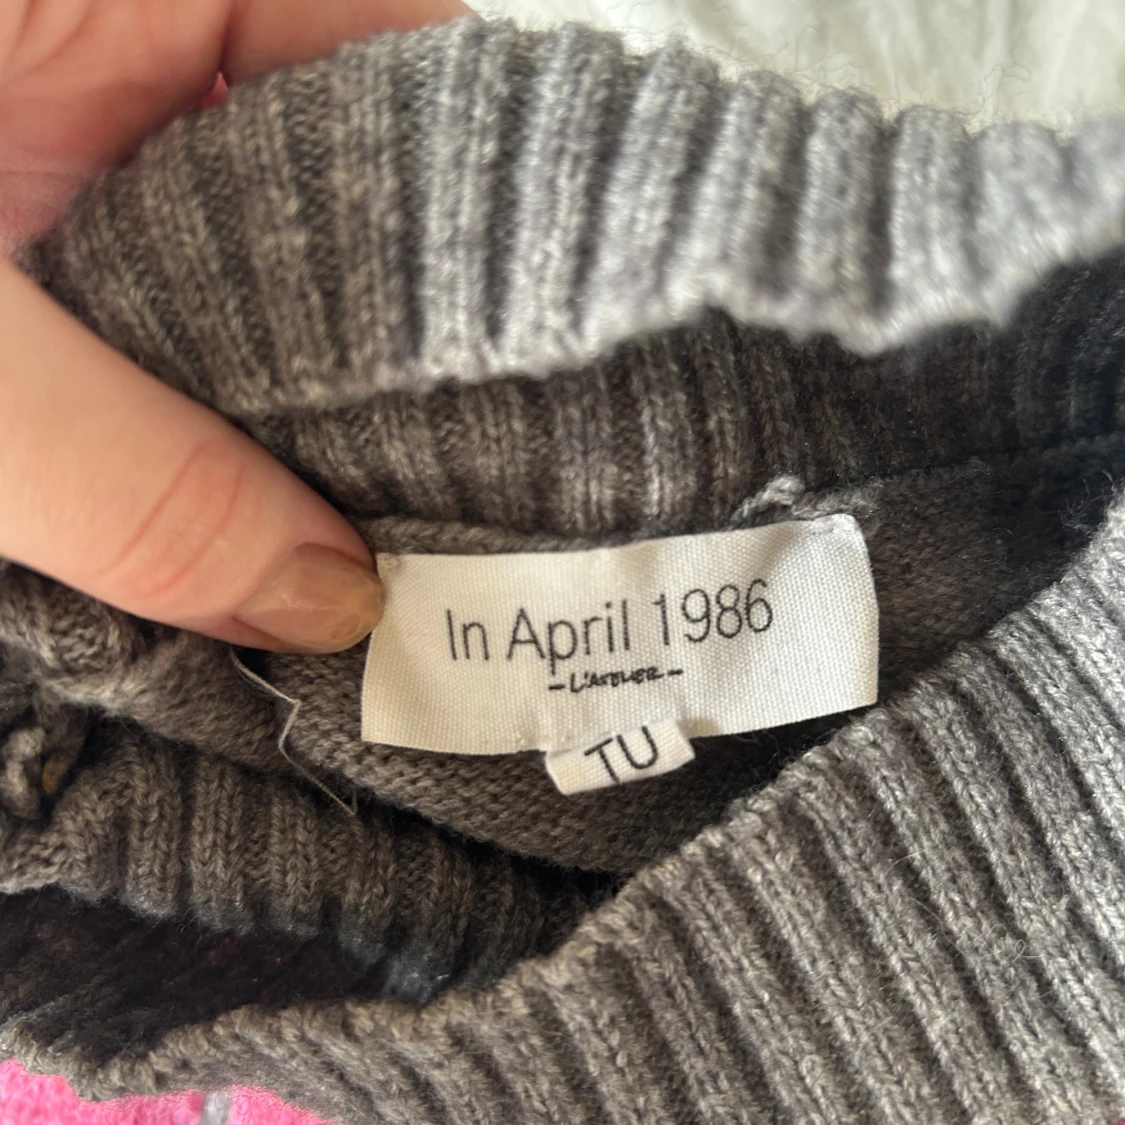 In April 1986
- L'ATELIER -
TU